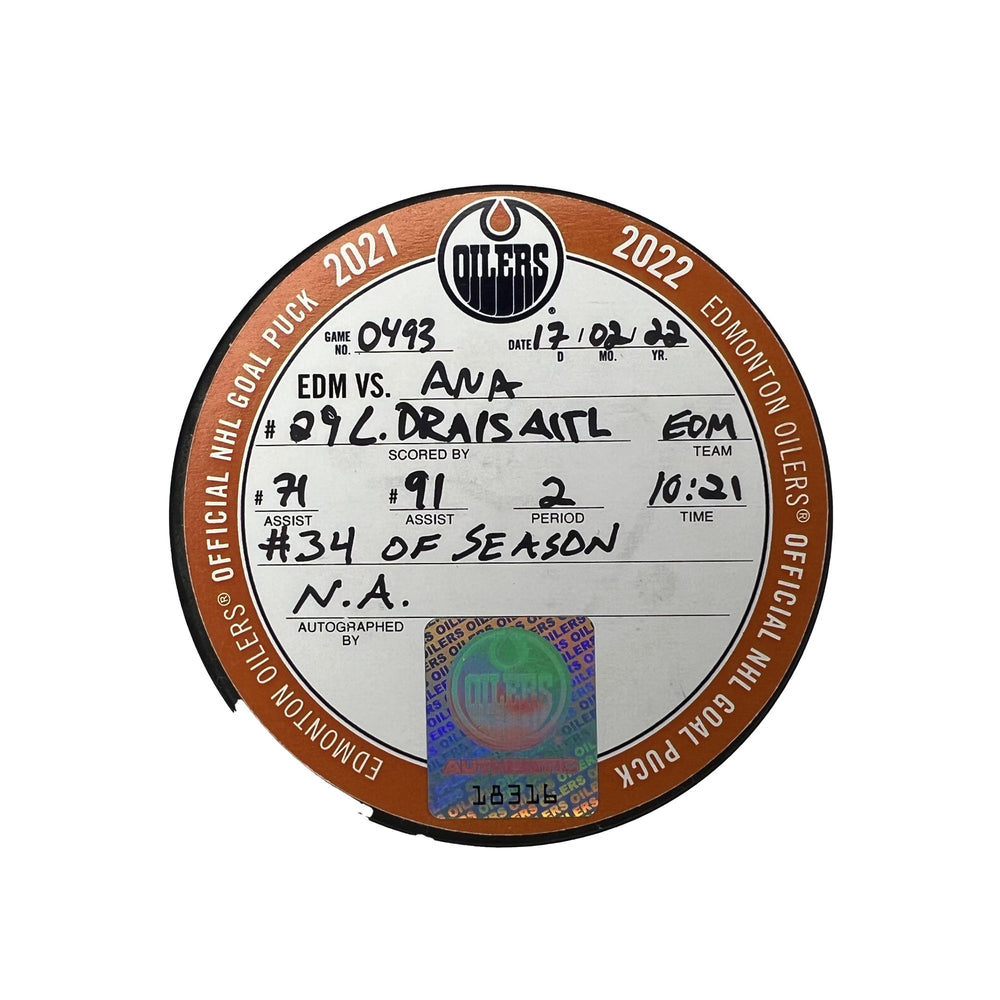 EDMONTON OILERS® OFFICIAL NHL GOAL PUCK 2021
2022 EDMONTON OILERS® OFFICIAL NHL GOAL PUCK
OILERS
GAME NO. 0493 DATE 17/02/22
D MO. YR.
EDM VS. ANA
# 29 L. DRAISAITL EDM
SCORED BY TEAM
# 71 # 91 2 10:21
ASSIST ASSIST PERIOD TIME
#34 OF SEASON
N.A.
AUTOGRAPHED BY
OILERS
AUTHENTIC
18316